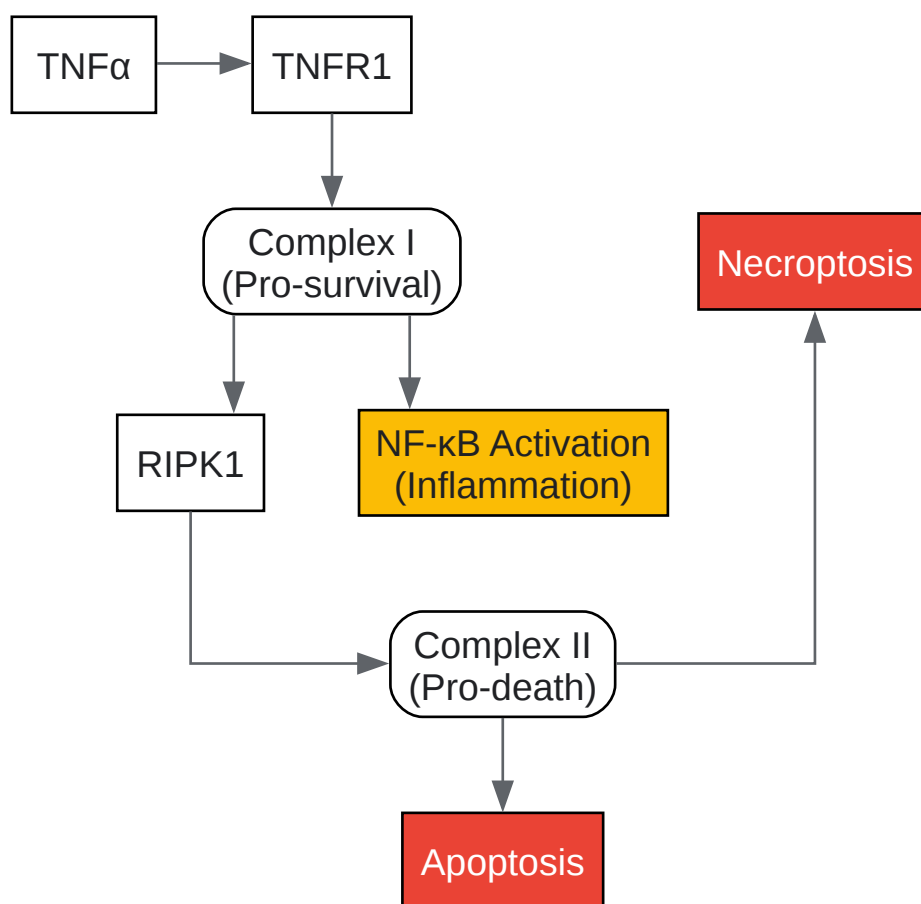 TNFα
TNFR1
Complex I
(Pro-survival)
Necroptosis
RIPK1
NF-κB Activation
(Inflammation)
Complex II
(Pro-death)
Apoptosis